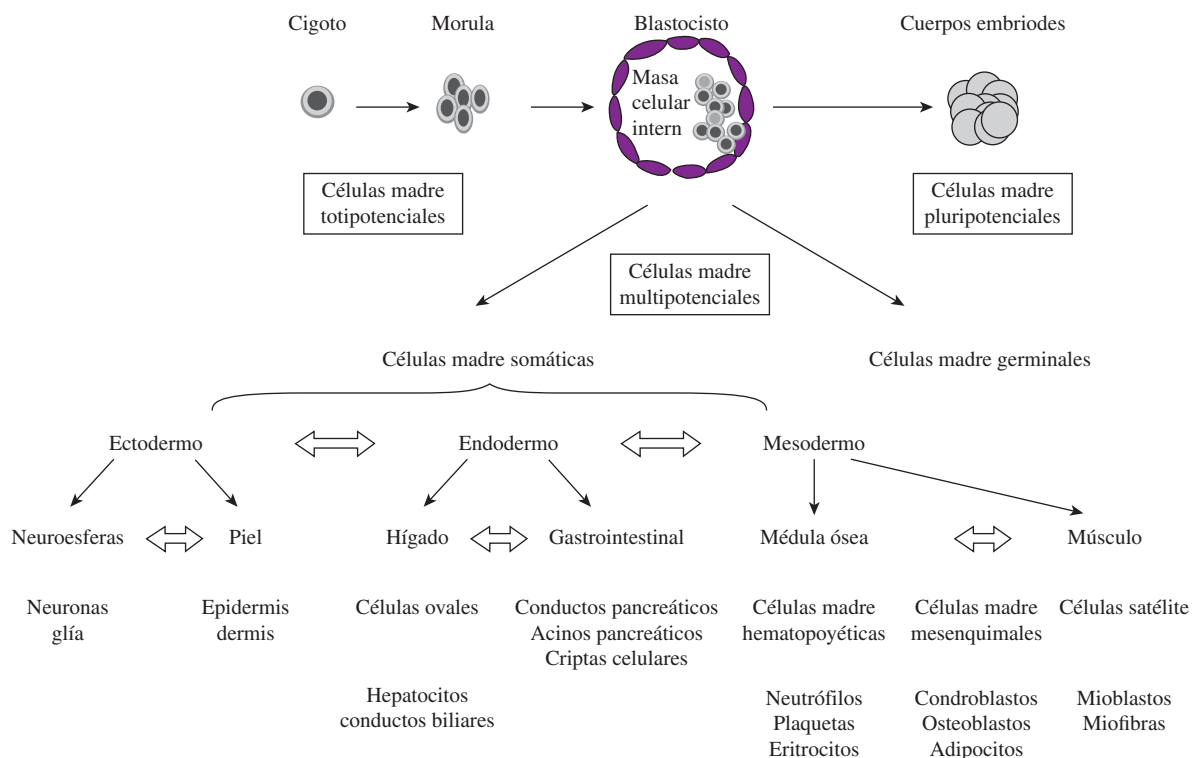 Cigoto
Morula
Blastocisto
Cuerpos embriodes
Masa
celular
intern
Células madre
totipotenciales
Células madre
pluripotenciales
Células madre
multipotenciales
Células madre somáticas
Células madre germinales
Ectodermo
Endodermo
Mesodermo
Neuroesferas
Piel
Hígado
Gastrointestinal
Médula ósea
Músculo
Neuronas
glía
Epidermis
dermis
Células ovales
Conductos pancreáticos
Acinos pancreáticos
Criptas celulares
Células madre
hematopoyéticas
Células madre
mesenquimales
Células satélite
Hepatocitos
conductos biliares
Neutrófilos
Plaquetas
Eritrocitos
Condroblastos
Osteoblastos
Adipocitos
Mioblastos
Miofibras